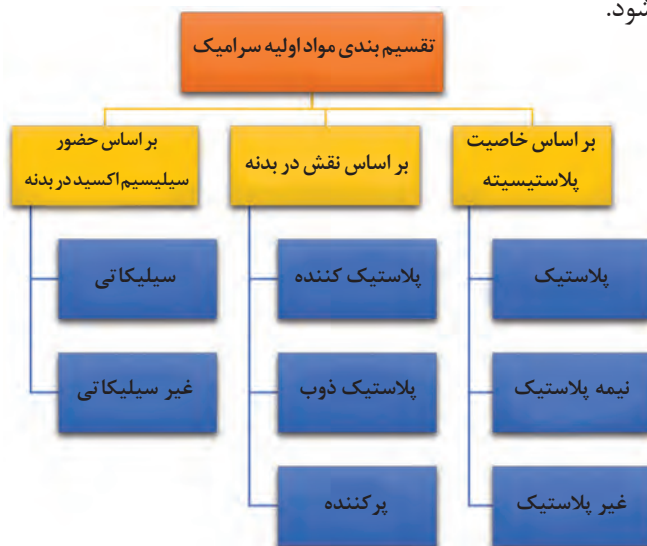 شود.
تقسیم بندی مواد اولیه سرامیک
بر اساس خاصیت
پلاستیسیته
بر اساس نقش در بدنه
بر اساس حضور
سیلیسیم اکسید در بدنه
پلاستیک
پلاستیک کننده
سیلیکاتی
نیمه پلاستیک
پلاستیک ذوب
غیر سیلیکاتی
غیر پلاستیک
پرکننده